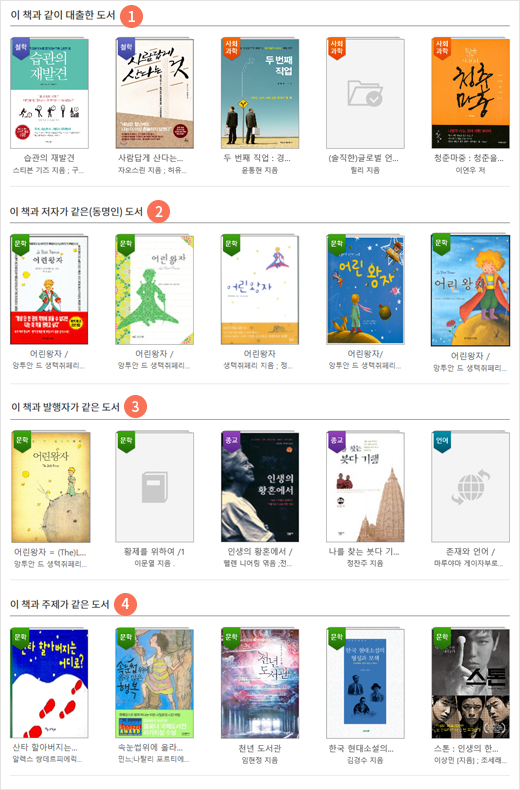 이 책과 같이 대출한 도서 1
철학 철학 사회과학 사회과학 사회과학
습관의
재발견
사람답게
산다는
것
두번째
직업
청춘
마중
습관의 재발견 사람답게 산다는... 두 번째 직업 : 경... (솔직한)글로벌 언... 청춘마중 : 청춘을...
스티븐 기즈 지음 ; 구... 자오스린 지음 ; 허유... 윤통현 지음 필리 지음 이연우 저
이 책과 저자가 같은(동명인) 도서 2
문학 문학 문학 문학 문학
어린왕자
어린왕자
어린왕자
어린 왕자
어린 왕자
어린왕자 / 어린왕자 / 어린왕자 어린왕자/ 어린왕자 /
앙투안 드 생텍쥐페리... 앙투안 드 생텍쥐페리... 생텍쥐페리 지음 ; 정... 앙투안 드 생텍쥐페리... 앙투안 드 생텍쥐페리...
이 책과 발행자가 같은 도서 3
문학 문학 종교 종교 언어
어린왕자
인생의
황혼에서
찾는
붓다 기행
어린왕자 = (The)L... 황제를 위하여 /1 인생의 황혼에서 / 나를 찾는 붓다 기... 존재와 언어 /
앙투안 드 생텍쥐페리... 이문열 지음 . 헬렌 니어링 엮음 ;전... 정찬주 지음 마루야마 게이자부로...
이 책과 주제가 같은 도서 4
문학 문학 문학 문학 문학
산타 할아버지는
어디로?
속눈썹 위에
올라앉은
행복
천년
도서관
한국 현대소설의
형성과 모색
스톤
산타 할아버지는... 속눈썹위에 올라... 천년 도서관 한국 현대소설의... 스톤 : 인생의 한...
알렉스 쌍데르피에릭... 민느;나탈리 포르티에... 임현정 지음 김경수 지음 이상민 [지음] ; 조세래...